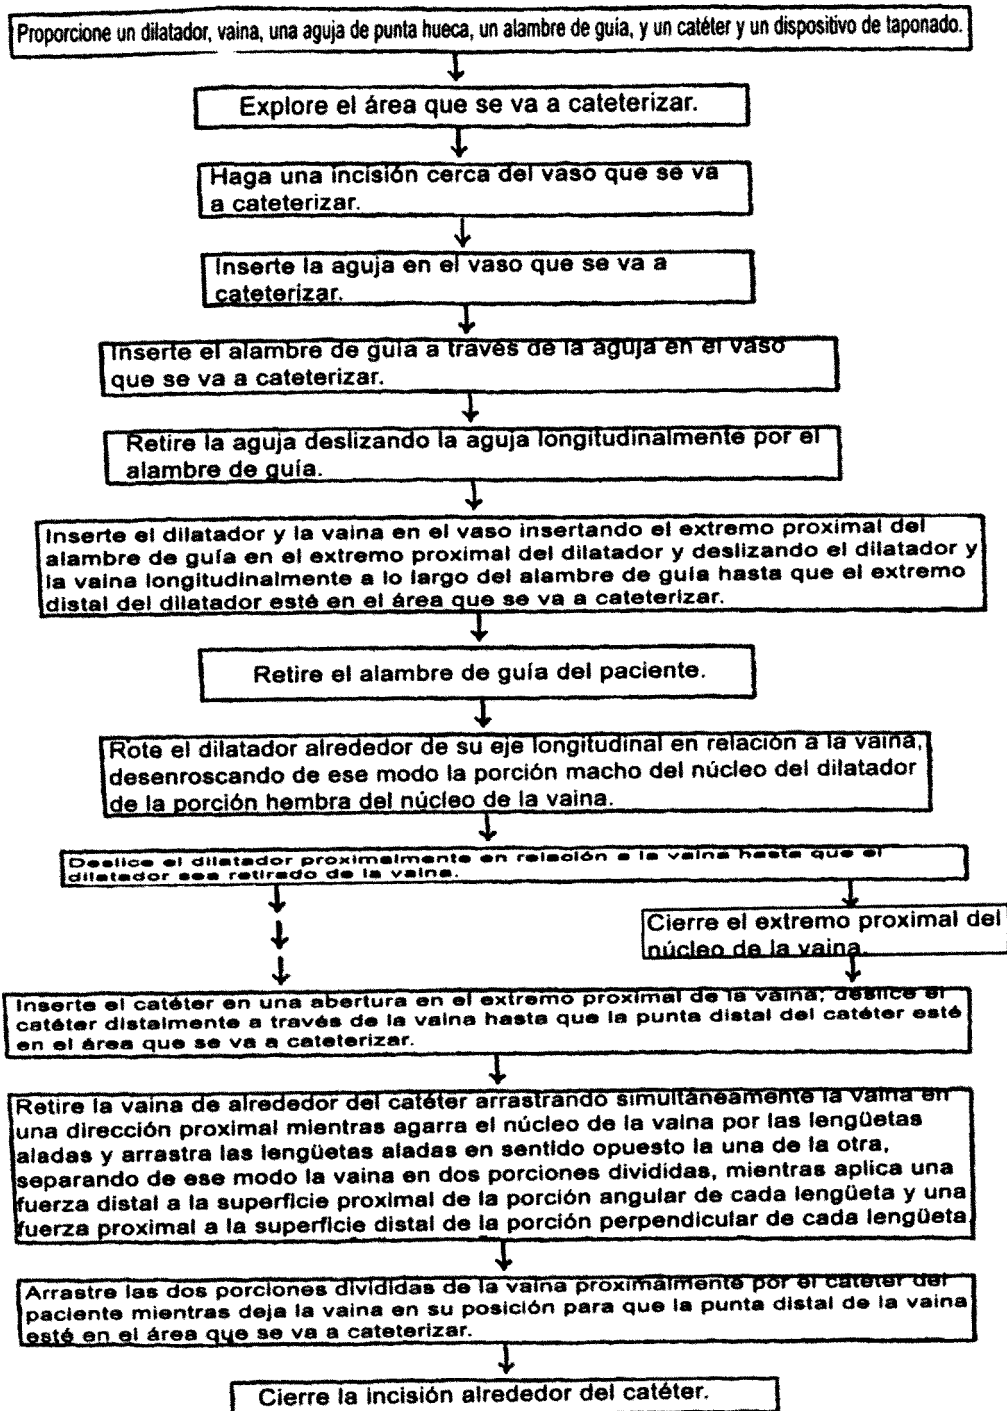 Proporcione un dilatador, vaina, una aguja de punta hueca, un alambre de guía, y un catéter y un dispositivo de taponado.
Explore el área que se va a cateterizar.
Haga una incisión cerca del vaso que se va
a cateterizar.
Inserte la aguja en el vaso que se va a
cateterizar.
Inserte el alambre de guía a través de la aguja en el vaso
que se va a cateterizar.
Retire la aguja deslizando la aguja longitudinalmente por el
alambre de guía.
Inserte el dilatador y la vaina en el vaso insertando el extremo proximal del
alambre de guía en el extremo proximal del dilatador y deslizando el dilatador y
la vaina longitudinalmente a lo largo del alambre de guía hasta que el extremo
distal del dilatador esté en el área que se va a cateterizar.
Retire el alambre de guía del paciente.
Rote el dilatador alrededor de su eje longitudinal en relación a la vaina,
desenroscando de ese modo la porción macho del núcleo del dilatador
de la porción hembra del núcleo de la vaina.
Deslice el dilatador proximalmente en relación a la vaina hasta que el
dilatador sea retirado de la vaina.
Cierre el extremo proximal del
núcleo de la vaina.
Inserte el catéter en una abertura en el extremo proximal de la vaina; deslice el
catéter distalmente a través de la vaina hasta que la punta distal del catéter esté
en el área que se va a cateterizar.
Retire la vaina de alrededor del catéter arrastrando simultáneamente la vaina en
una dirección proximal mientras agarra el núcleo de la vaina por las lengüetas
aladas y arrastra las lengüetas aladas en sentido opuesto la una de la otra,
separando de ese modo la vaina en dos porciones divididas, mientras aplica una
fuerza distal a la superficie proximal de la porción angular de cada lengüeta y una
fuerza proximal a la superficie distal de la porción perpendicular de cada lengüeta
Arrastre las dos porciones divididas de la vaina proximalmente por el catéter del
paciente mientras deja la vaina en su posición para que la punta distal de la vaina
esté en el área que se va a cateterizar.
Cierre la incisión alrededor del catéter.